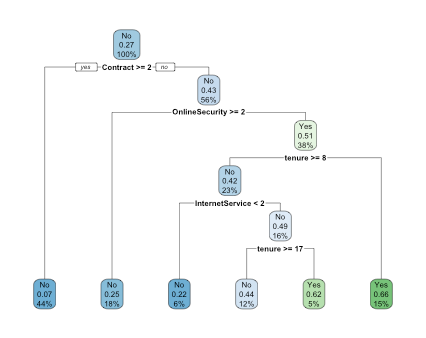 No
0.27
100%
yes Contract >= 2 no
No
0.43
56%
OnlineSecurity >= 2
Yes
0.51
38%
tenure >= 8
No
0.42
23%
InternetService < 2
No
0.49
16%
tenure >= 17
No
0.07
44%
No
0.25
18%
No
0.22
6%
No
0.44
12%
Yes
0.62
5%
Yes
0.66
15%